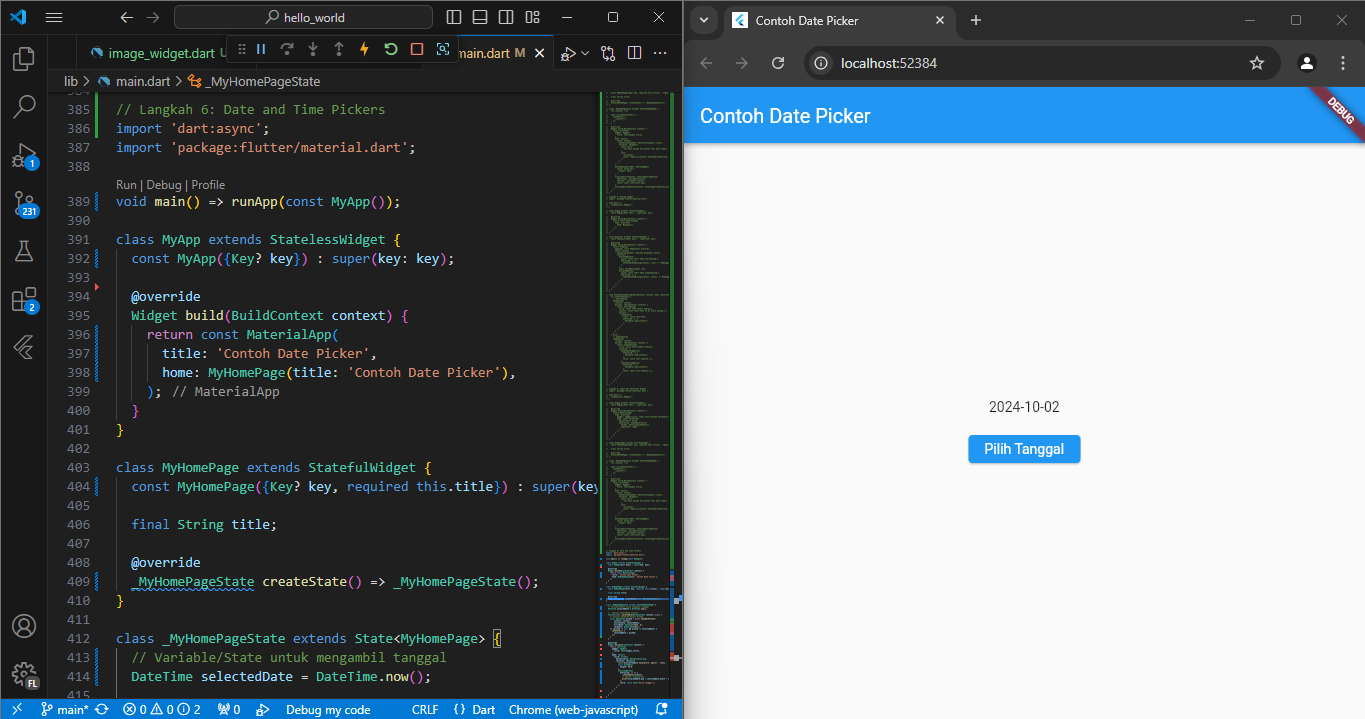 hello_world
image_widget.dart U
main.dart M
lib > main.dart > _MyHomePageState
385 // Langkah 6: Date and Time Pickers
386 import 'dart:async';
387 import 'package:flutter/material.dart';
388
Run | Debug | Profile
389 void main() => runApp(const MyApp());
390
391 class MyApp extends StatelessWidget {
392 const MyApp({Key? key}) : super(key: key);
393
394 @override
395 Widget build(BuildContext context) {
396 return const MaterialApp(
397 title: 'Contoh Date Picker',
398 home: MyHomePage(title: 'Contoh Date Picker'),
399 ); // MaterialApp
400 }
401 }
402
403 class MyHomePage extends StatefulWidget {
404 const MyHomePage({Key? key, required this.title}) : super(key
405
406 final String title;
407
408 @override
409 _MyHomePageState createState() => _MyHomePageState();
410 }
411
412 class _MyHomePageState extends State<MyHomePage> {
413 // Variable/State untuk mengambil tanggal
414 DateTime selectedDate = DateTime.now();
415
1
231
2
FL
main* 0 0 2 0 Debug my code CRLF {} Dart Chrome (web-javascript)
Contoh Date Picker
localhost:52384
Contoh Date Picker
DEBUG
2024-10-02
Pilih Tanggal